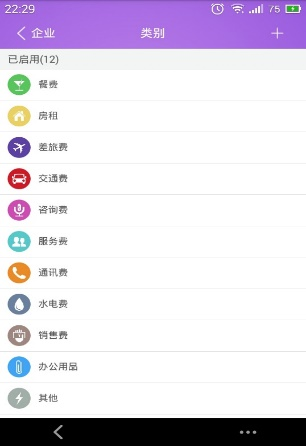 22:29 75
企业 类别
已启用(12)
餐费
房租
差旅费
交通费
咨询费
服务费
通讯费
水电费
销售费
办公用品
其他